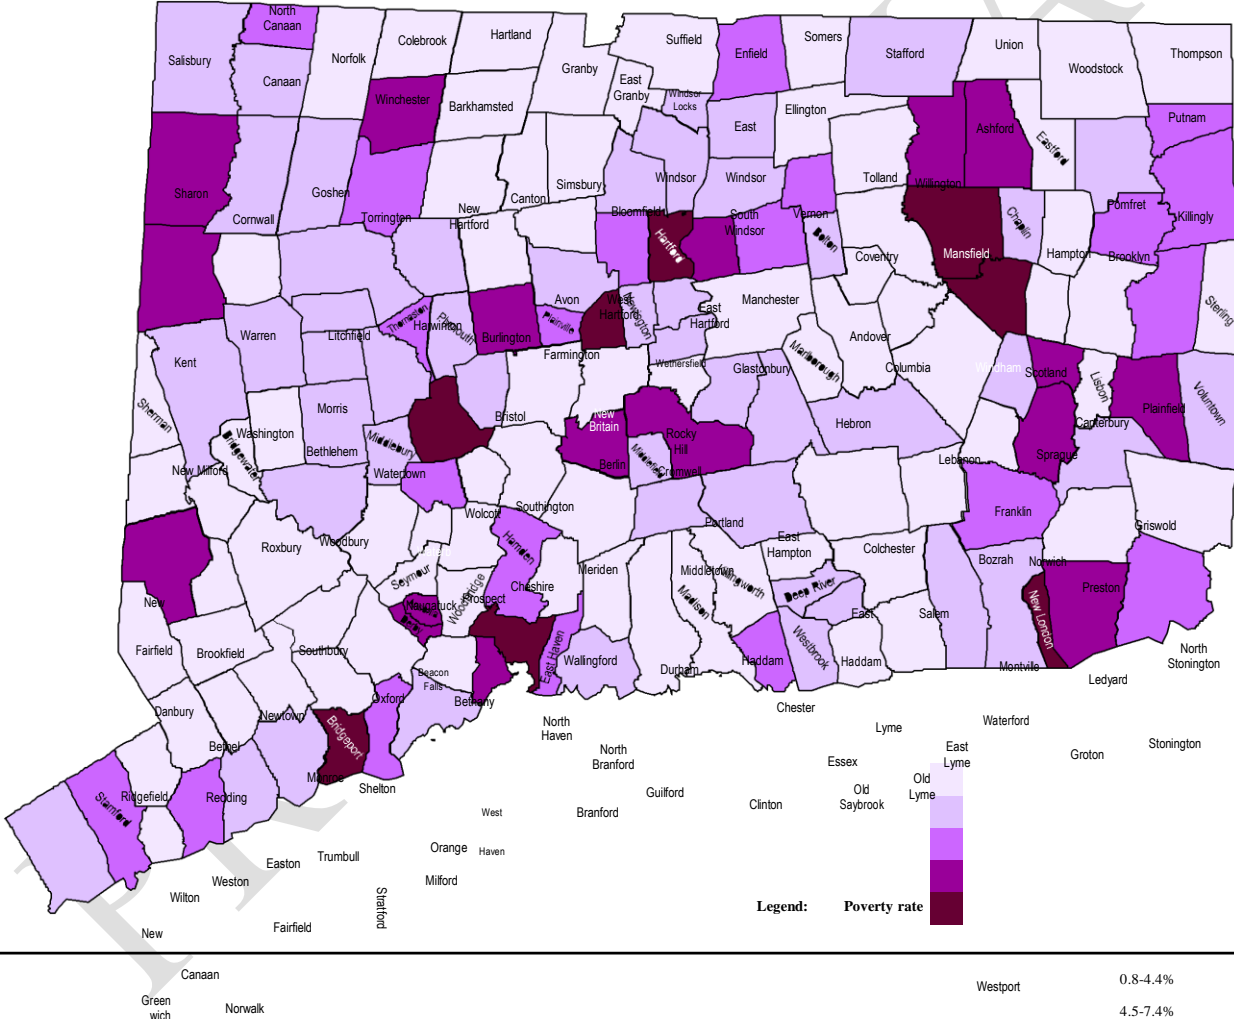 North
Canaan
Salisbury
Canaan
Norfolk
Colebrook
Hartland
Suffield
Granby
East
Granby
Windsor
Locks
Enfield
Somers
Stafford
Union
Woodstock
Thompson
Winchester
Barkhamsted
East
Ellington
Ashford
Eastford
Putnam
Sharon
Cornwall
Goshen
Torrington
New
Hartford
Canton
Simsbury
Bloomfield
Windsor
Windsor
South
Windsor
Vernon
Tolland
Willington
Chaplin
Pomfret
Killingly
Hartford
Bolton
Coventry
Mansfield
Hampton
Brooklyn
Sterling
Kent
Warren
Litchfield
Thomaston
Harwinton
Plymouth
Burlington
Plainville
Avon
West
Hartford
Newington
East
Hartford
Manchester
Farmington
Wethersfield
Glastonbury
Marlborough
Andover
Columbia
Windham
Scotland
Lisbon
Plainfield
Voluntown
Canterbury
Sherman
Washington
Bridgewater
New Milford
Morris
Bethlehem
Middlebury
Watertown
Bristol
New
Britain
Berlin
Rocky
Hill
Middlefield
Cromwell
Hebron
Lebanon
Sprague
Franklin
Griswold
Wolcott
Southington
Portland
East
Hampton
Colchester
Bozrah
Norwich
Roxbury
Woodbury
Seymour
Woodbridge
Hamden
Cheshire
Prospect
Naugatuck
Meriden
Middletown
Killingworth
Madison
Deep River
East
Haddam
Salem
New London
Preston
North
Stonington
New
Fairfield
Brookfield
Southbury
Beacon
Falls
Oxford
Bethany
East Haven
Wallingford
Durham
Haddam
Westbrook
Montville
Ledyard
Danbury
Bethel
Newtown
Bridgeport
Monroe
Shelton
North
Haven
North
Branford
Chester
Lyme
Waterford
East
Lyme
Groton
Stonington
Stamford
Ridgefield
Redding
West
Haven
Guilford
Branford
Clinton
Essex
Old
Saybrook
Old
Lyme
Easton
Trumbull
Orange
Milford
Weston
Wilton
Stratford
New
Fairfield
Legend: Poverty rate
Canaan
Green
wich
Norwalk
Westport
0.8-4.4%
4.5-7.4%